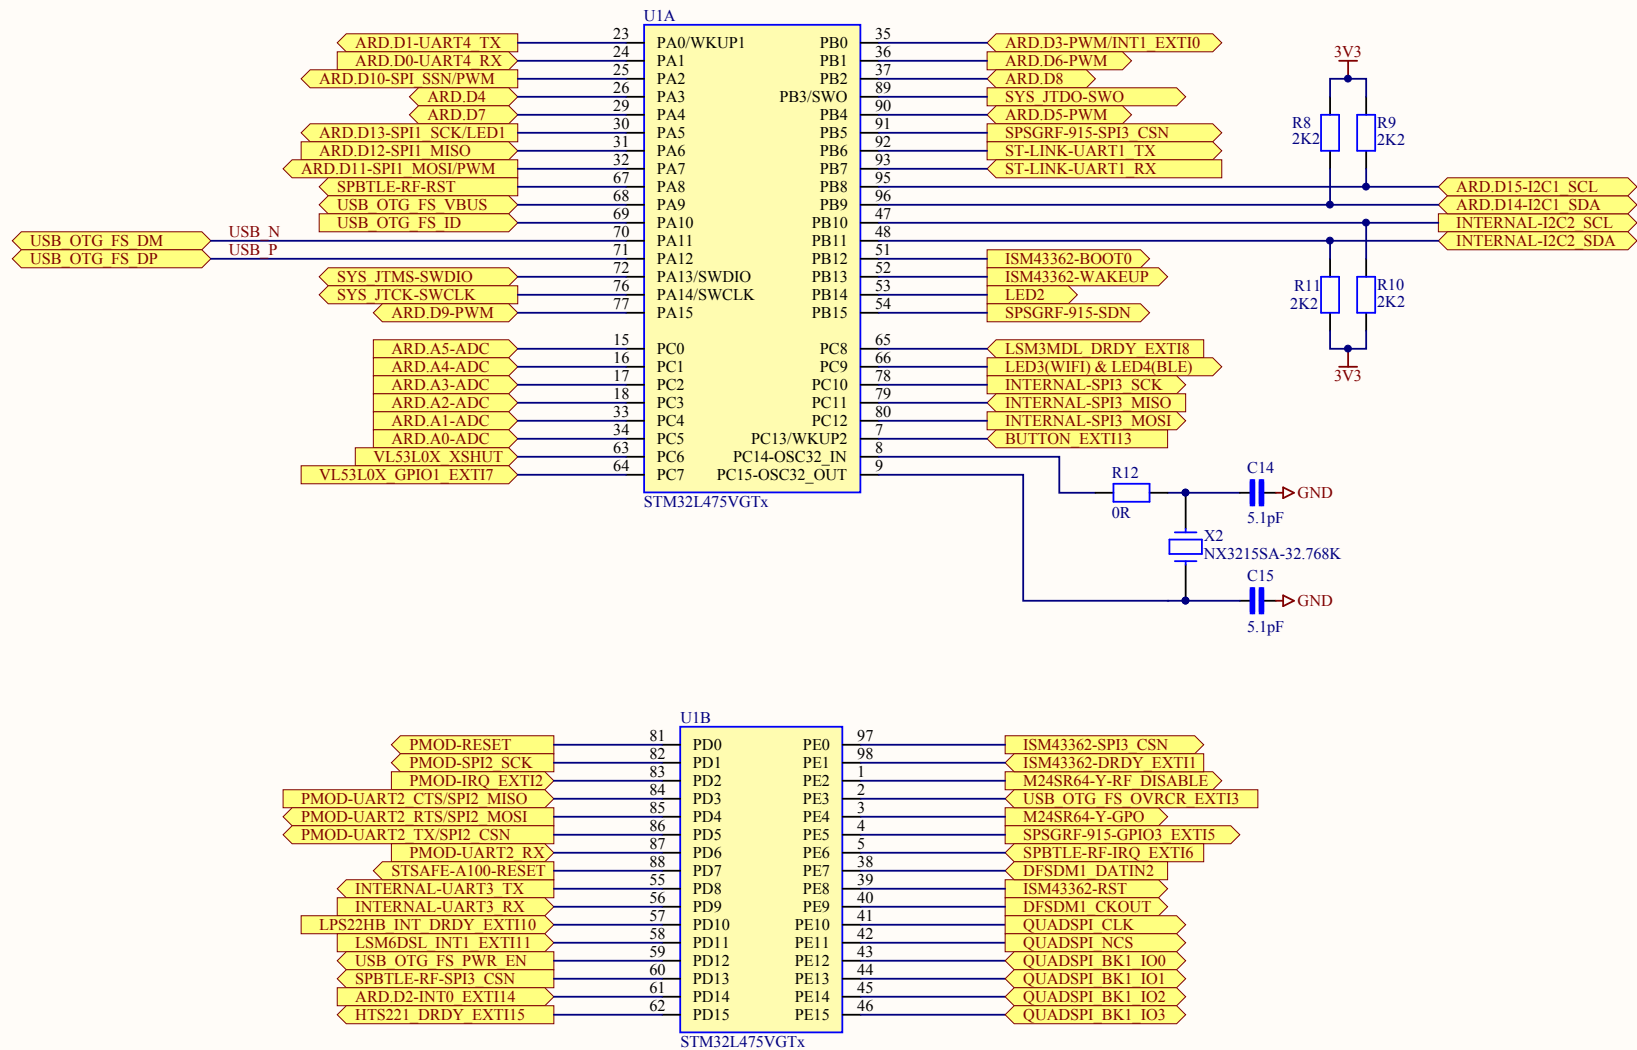 U1A
ARD.D1-UART4_TX 23 PA0/WKUP1 PB0 35 ARD.D3-PWM/INT1_EXTI0
ARD.D0-UART4_RX 24 PA1 PB1 36 ARD.D6-PWM
ARD.D10-SPI_SSN/PWM 25 PA2 PB2 37 ARD.D8
ARD.D4 26 PA3 PB3/SWO 89 SYS_JTDO-SWO
ARD.D7 29 PA4 PB4 90 ARD.D5-PWM
ARD.D13-SPI1_SCK/LED1 30 PA5 PB5 91 SPSGRF-915-SPI3_CSN
ARD.D12-SPI1_MISO 31 PA6 PB6 92 ST-LINK-UART1_TX
ARD.D11-SPI1_MOSI/PWM 32 PA7 PB7 93 ST-LINK-UART1_RX
SPBTLE-RF-RST 67 PA8 PB8 95 ARD.D15-I2C1_SCL
USB_OTG_FS_VBUS 68 PA9 PB9 96 ARD.D14-I2C1_SDA
USB_OTG_FS_ID 69 PA10 PB10 47 INTERNAL-I2C2_SCL
USB_OTG_FS_DM USB_N 70 PA11 PB11 48 INTERNAL-I2C2_SDA
USB_OTG_FS_DP USB_P 71 PA12 PB12 51 ISM43362-BOOT0
SYS_JTMS-SWDIO 72 PA13/SWDIO PB13 52 ISM43362-WAKEUP
SYS_JTCK-SWCLK 76 PA14/SWCLK PB14 53 LED2
ARD.D9-PWM 77 PA15 PB15 54 SPSGRF-915-SDN
ARD.A5-ADC 15 PC0 PC8 65 LSM3MDL_DRDY_EXTI8
ARD.A4-ADC 16 PC1 PC9 66 LED3(WIFI) & LED4(BLE)
ARD.A3-ADC 17 PC2 PC10 78 INTERNAL-SPI3_SCK
ARD.A2-ADC 18 PC3 PC11 79 INTERNAL-SPI3_MISO
ARD.A1-ADC 33 PC4 PC12 80 INTERNAL-SPI3_MOSI
ARD.A0-ADC 34 PC5 PC13/WKUP2 7 BUTTON_EXTI13
VL53L0X_XSHUT 63 PC6 PC14-OSC32_IN 8
VL53L0X_GPIO1_EXTI7 64 PC7 PC15-OSC32_OUT 9
STM32L475VGTx
3V3
R8 R9
2K2 2K2
R11 R10
2K2 2K2
3V3
R12
0R
C14
GND
5.1pF
X2
NX3215SA-32.768K
C15
GND
5.1pF
U1B
PMOD-RESET 81 PD0 PE0 97 ISM43362-SPI3_CSN
PMOD-SPI2_SCK 82 PD1 PE1 98 ISM43362-DRDY_EXTI1
PMOD-IRQ_EXTI2 83 PD2 PE2 1 M24SR64-Y-RF_DISABLE
PMOD-UART2_CTS/SPI2_MISO 84 PD3 PE3 2 USB_OTG_FS_OVRCR_EXTI3
PMOD-UART2_RTS/SPI2_MOSI 85 PD4 PE4 3 M24SR64-Y-GPO
PMOD-UART2_TX/SPI2_CSN 86 PD5 PE5 4 SPSGRF-915-GPIO3_EXTI5
PMOD-UART2_RX 87 PD6 PE6 5 SPBTLE-RF-IRQ_EXTI6
STSAFE-A100-RESET 88 PD7 PE7 38 DFSDM1_DATIN2
INTERNAL-UART3_TX 55 PD8 PE8 39 ISM43362-RST
INTERNAL-UART3_RX 56 PD9 PE9 40 DFSDM1_CKOUT
LPS22HB_INT_DRDY_EXTI10 57 PD10 PE10 41 QUADSPI_CLK
LSM6DSL_INT1_EXTI11 58 PD11 PE11 42 QUADSPI_NCS
USB_OTG_FS_PWR_EN 59 PD12 PE12 43 QUADSPI_BK1_IO0
SPBTLE-RF-SPI3_CSN 60 PD13 PE13 44 QUADSPI_BK1_IO1
ARD.D2-INT0_EXTI14 61 PD14 PE14 45 QUADSPI_BK1_IO2
HTS221_DRDY_EXTI15 62 PD15 PE15 46 QUADSPI_BK1_IO3
STM32L475VGTx